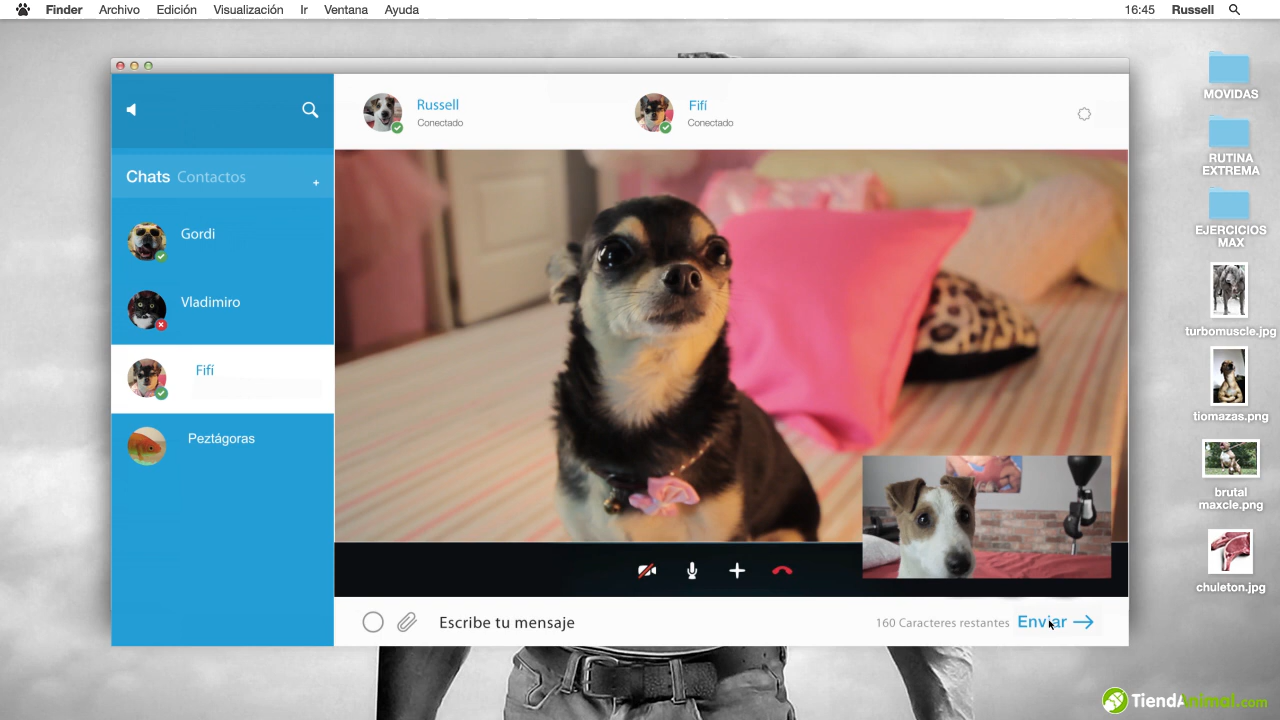 Finder Archivo Edición Visualización Ir Ventana Ayuda 16:45 Russell
Chats Contactos
+
Gordi
Vladimiro
Fifí
Peztágoras
Russell
Conectado
Fifí
Conectado
Escribe tu mensaje
160 Caracteres restantes
Enviar
MOVIDAS
RUTINA
EXTREMA
EJERCICIOS
MAX
turbomuscle.jpg
tiomazas.png
brutal
maxcle.png
chuleton.jpg
TiendAnimal.com